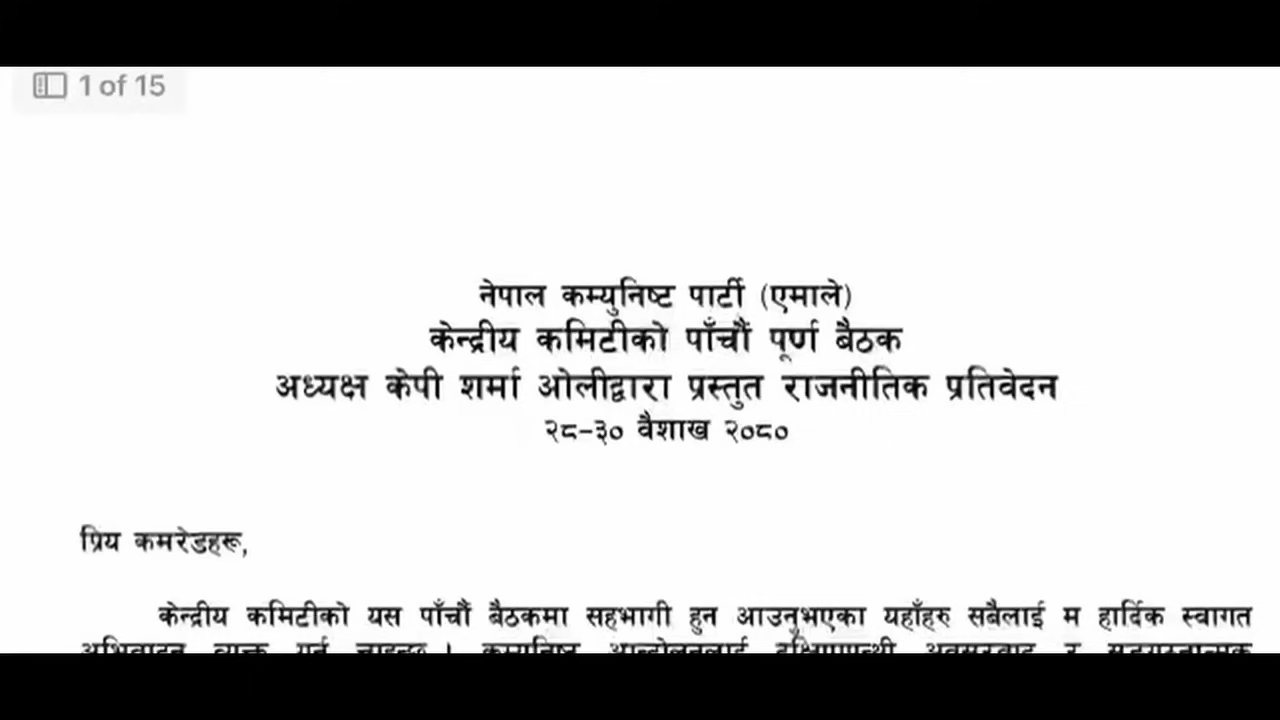 1 of 15
नेपाल कम्युनिष्ट पार्टी (एमाले)
केन्द्रीय कमिटीको पाँचौं पूर्ण बैठक
अध्यक्ष केपी शर्मा ओलीद्वारा प्रस्तुत राजनीतिक प्रतिवेदन
२८-३० वैशाख २०८०
प्रिय कमरेडहरू,
केन्द्रीय कमिटीको यस पाँचौं बैठकमा सहभागी हुन आउनुभएका यहाँहरु सबैलाई म हार्दिक स्वागत